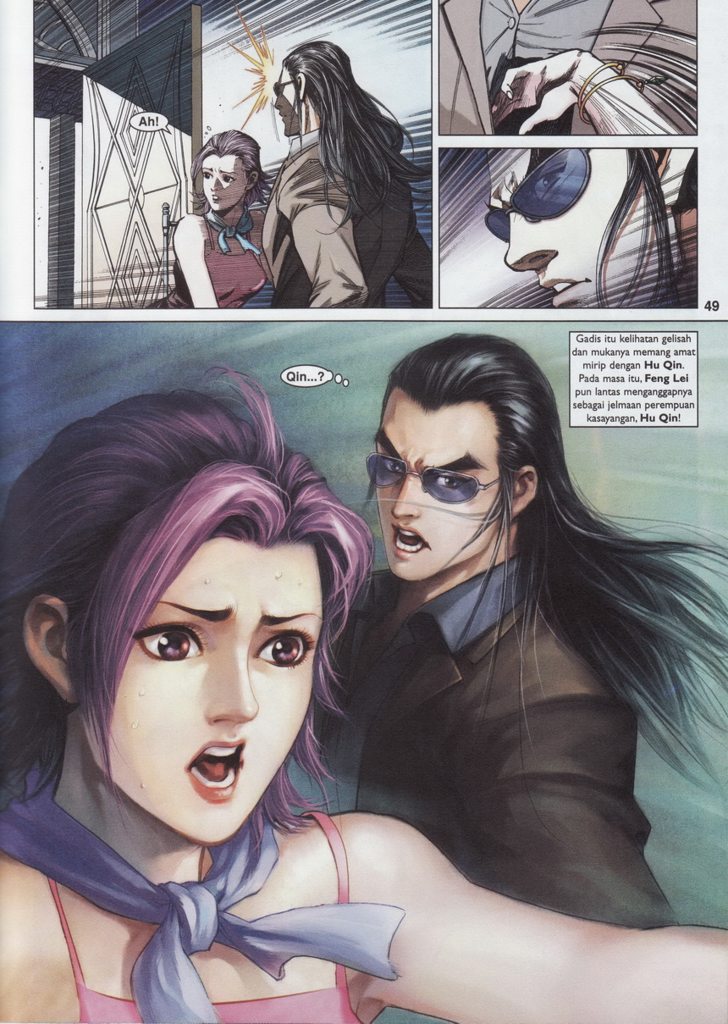 Ah!
49
Qin...?
Gadis itu kelihatan gelisah
dan mukanya memang amat
mirip dengan Hu Qin.
Pada masa itu, Feng Lei
pun lantas menganggapnya
sebagai jelmaan perempuan
kasayangan, Hu Qin!